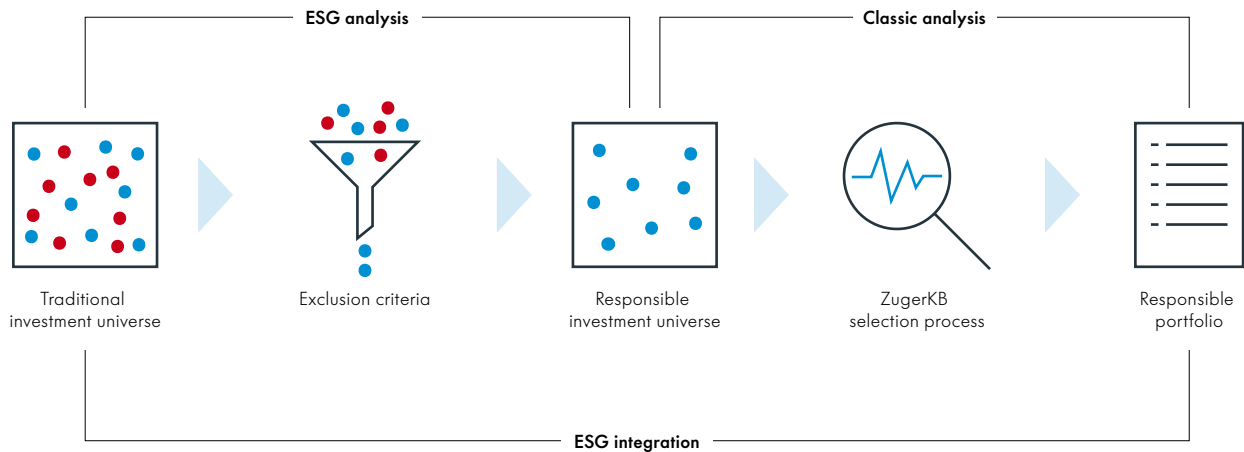 ESG analysis
Classic analysis
Traditional
investment universe
Exclusion criteria
Responsible
investment universe
ZugerKB
selection process
Responsible
portfolio
ESG integration